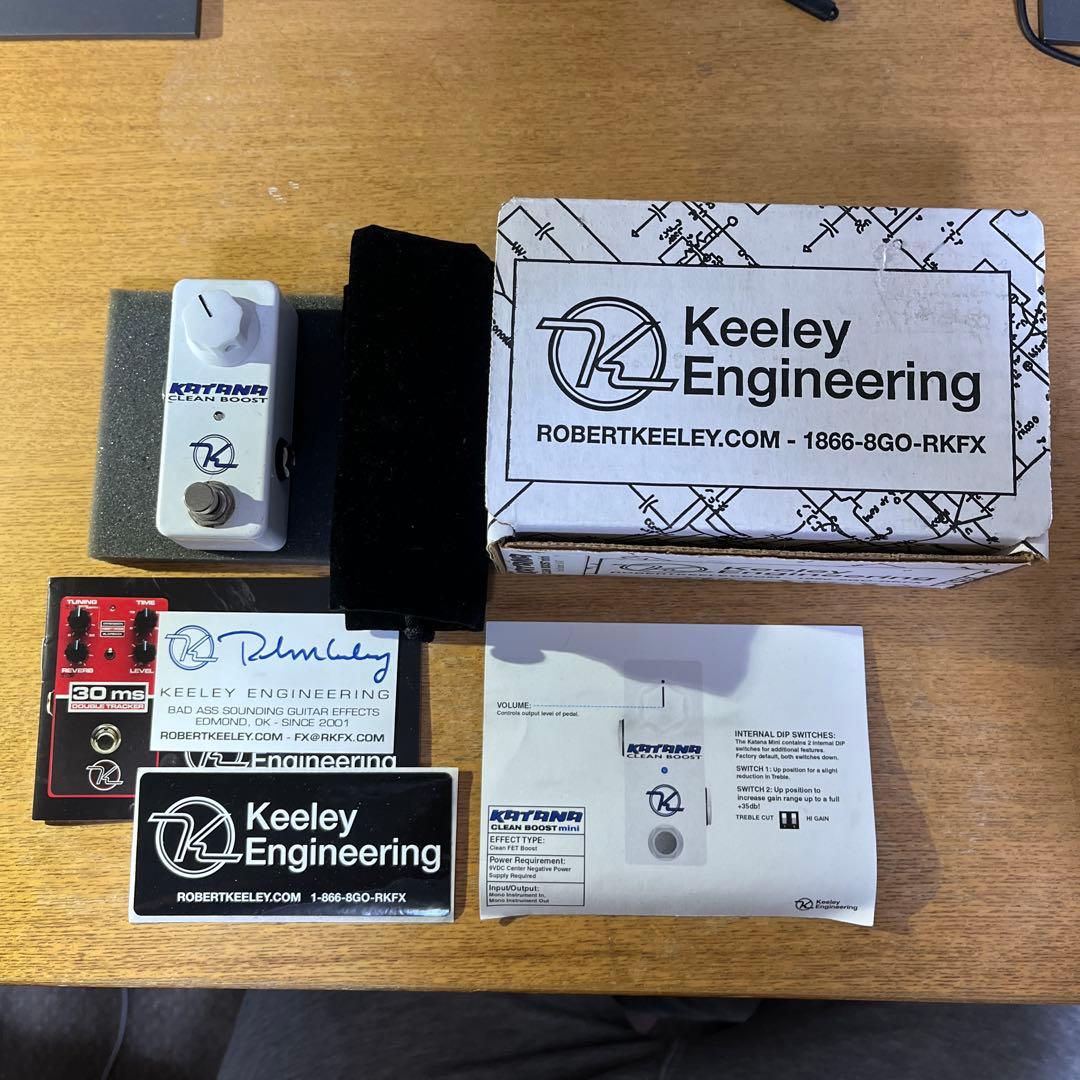 Keeley
Engineering
ROBERTKEELEY.COM - 1866-8GO-RKFX
KATANA
CLEAN BOOST
TUNING
TIME
REVERB
LEVEL
30 ms
DOUBLE TRACKER
KEELEY ENGINEERING
BAD ASS SOUNDING GUITAR EFFECTS
EDMOND, OK - SINCE 2001
ROBERTKEELEY.COM - FX@RKFX.COM
Engineering
Keeley
Engineering
ROBERTKEELEY.COM 1-866-8GO-RKFX
VOLUME:
Controls output level of pedal.
KATANA
CLEAN BOOST
INTERNAL DIP SWITCHES:
The Katana Mini contains 2 internal DIP
switches for additional features.
Factory default, both switches down.
SWITCH 1: Up position for a slight
reduction in Treble.
SWITCH 2: Up position to
increase gain range up to a full
+35db!
TREBLE CUT
HI GAIN
KATANA
CLEAN BOOST mini
EFFECT TYPE:
Clean FET Boost
Power Requirement:
9VDC Center Negative Power
Supply Required
Input/Output:
Mono Instrument In,
Mono Instrument Out
Keeley
Engineering